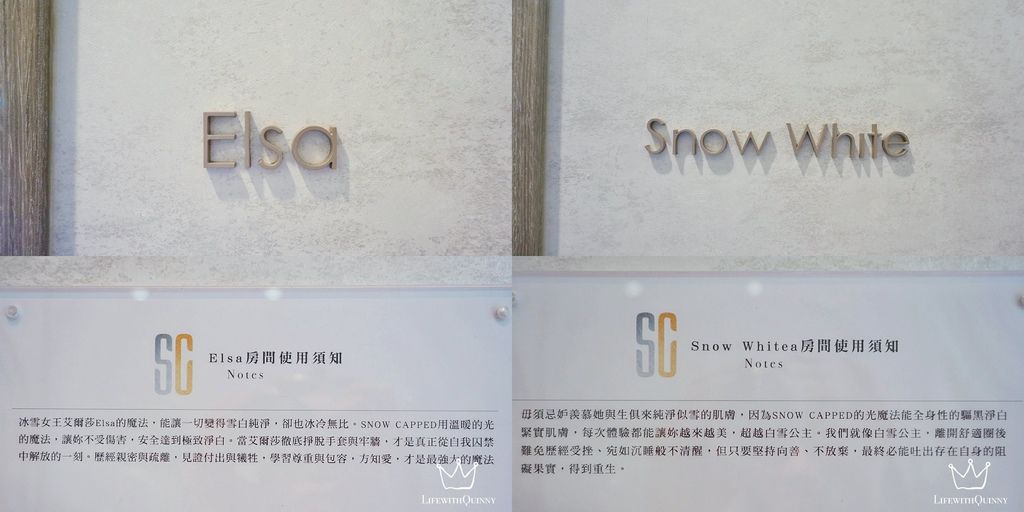 Elsa
SC
Elsa房間使用須知
Notes
冰雪女王艾爾莎Elsa的魔法，能讓一切變得雪白純淨，卻也冰冷無比。SNOW CAPPED用溫暖的光
的魔法，讓妳不受傷害，安全達到極致淨白。當艾爾莎徹底掙脫手套與牢牆，才是真正從自我囚禁
中解放的一刻。歷經親密與疏離，見證付出與犧牲，學習尊重與包容，方知愛，才是最強大的魔法
LIFEWITHQUINNY
Snow White
SC
Snow Whitea房間使用須知
Notes
毋須忌妒羨慕她與生俱來純淨似雪的肌膚，因為SNOW CAPPED的光魔法能全身性的驅黑淨白
緊實肌膚，每次體驗都能讓妳越來越美，超越白雪公主。我們就像白雪公主，離開舒適圈後
難免歷經受挫、宛如沉睡般不清醒，但只要堅持向善、不放棄，最終必能吐出存在自身的阻
礙果實，得到重生。
LIFEWITHQUINNY